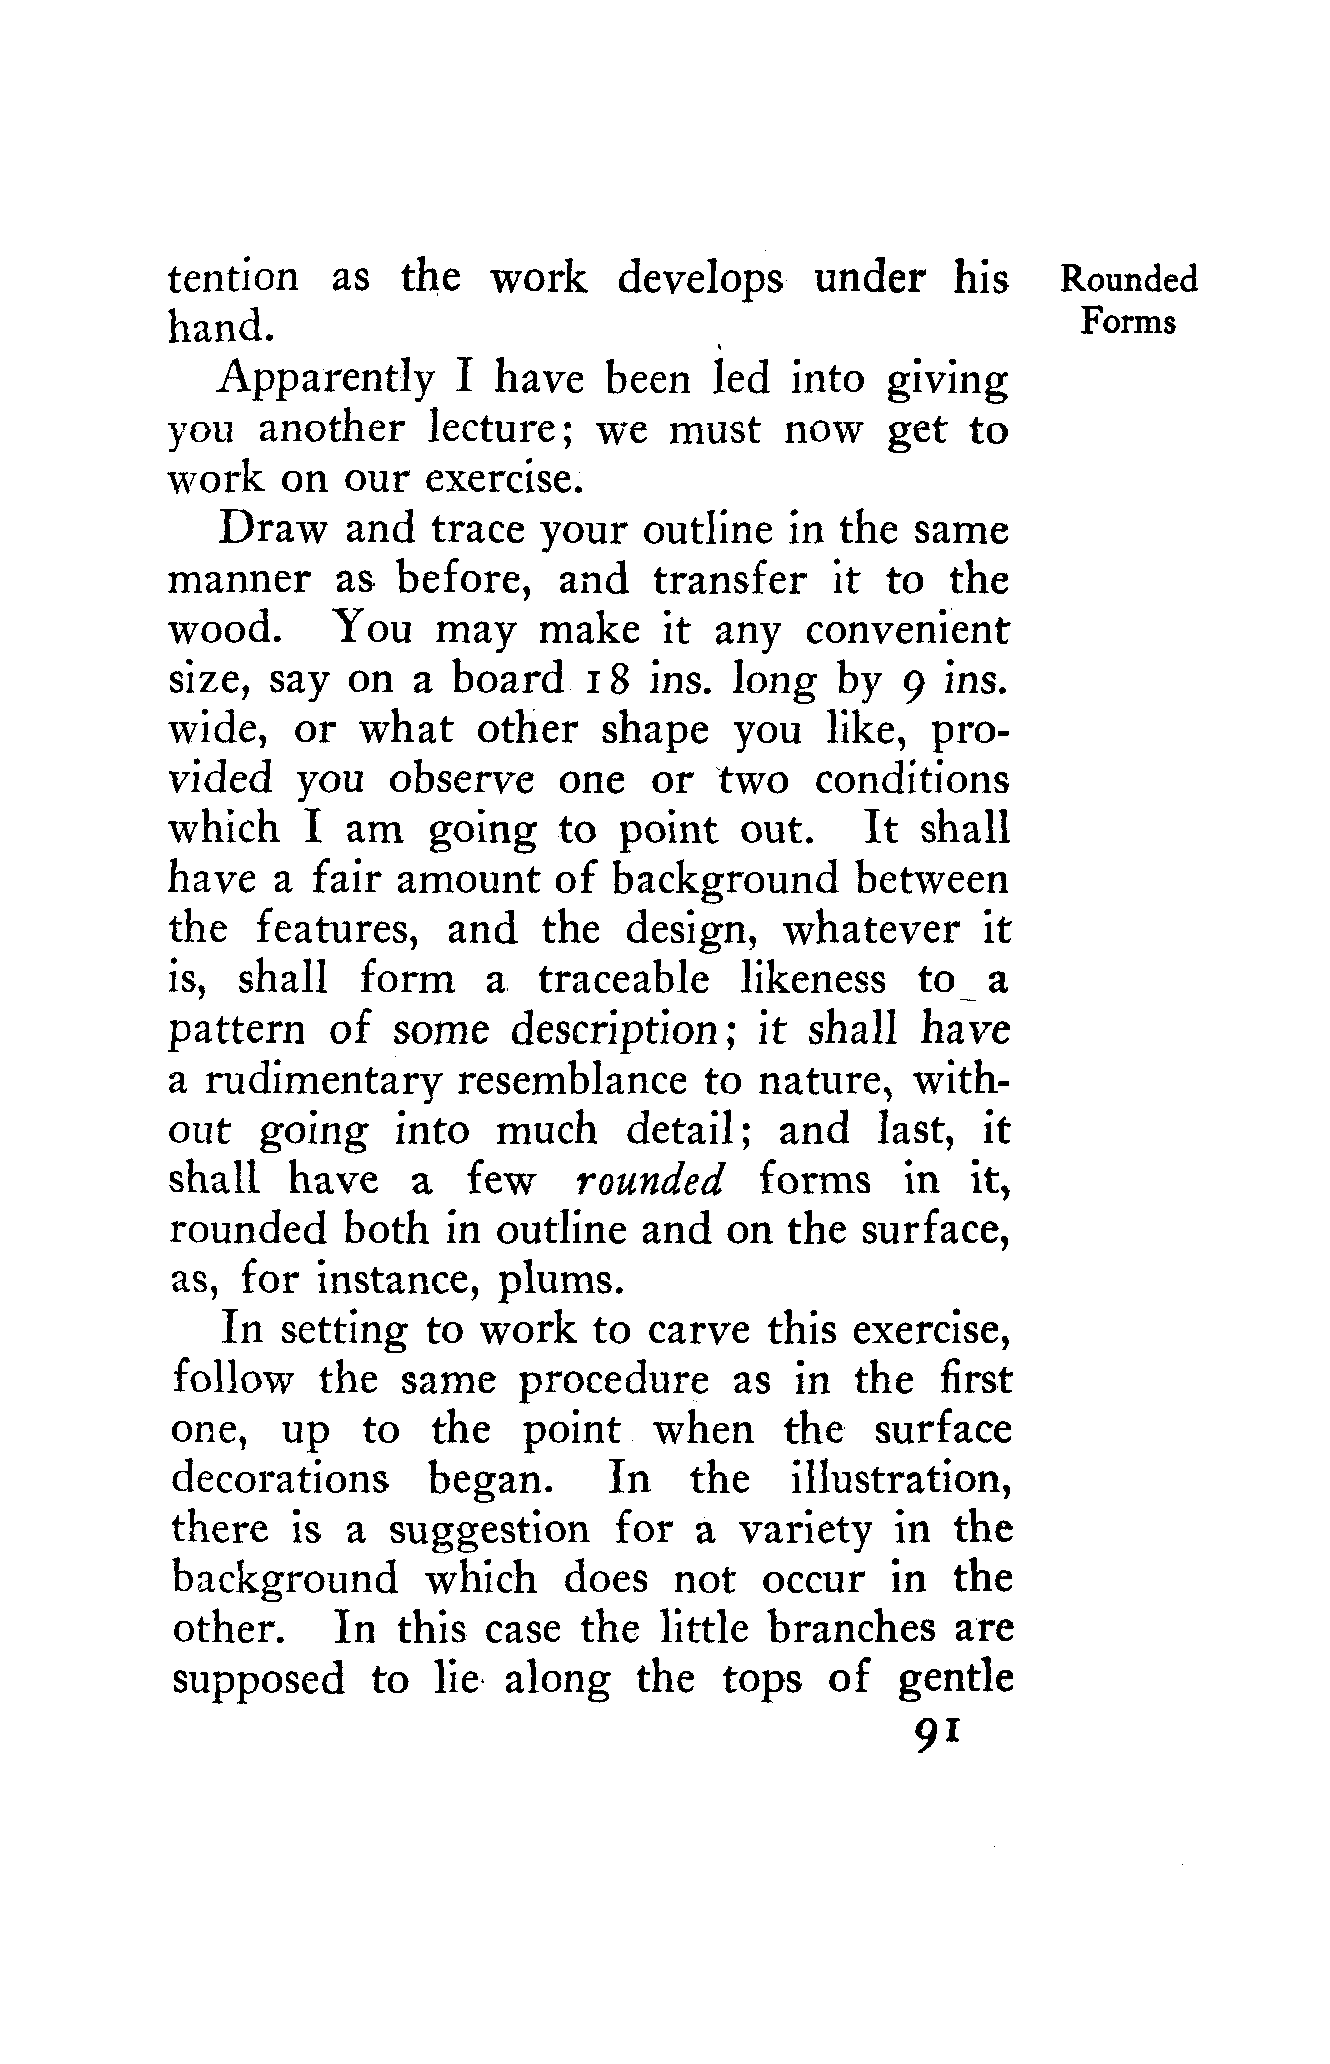 tention as the work develops under his
hand.
Rounded
Forms
Apparently I have been led into giving
you another lecture; we must now get to
work on our exercise.
Draw and trace your outline in the same
manner as before, and transfer it to the
wood. You may make it any convenient
size, say on a board 18 ins. long by 9 ins.
wide, or what other shape you like, pro-
vided you observe one or two conditions
which I am going to point out. It shall
have a fair amount of background between
the features, and the design, whatever it
is, shall form a traceable likeness to a
pattern of some description; it shall have
a rudimentary resemblance to nature, with-
out going into much detail; and last, it
shall have a few rounded forms in it,
rounded both in outline and on the surface,
as, for instance, plums.
In setting to work to carve this exercise,
follow the same procedure as in the first
one, up to the point when the surface
decorations began. In the illustration,
there is a suggestion for a variety in the
background which does not occur in the
other. In this case the little branches are
supposed to lie along the tops of gentle
91